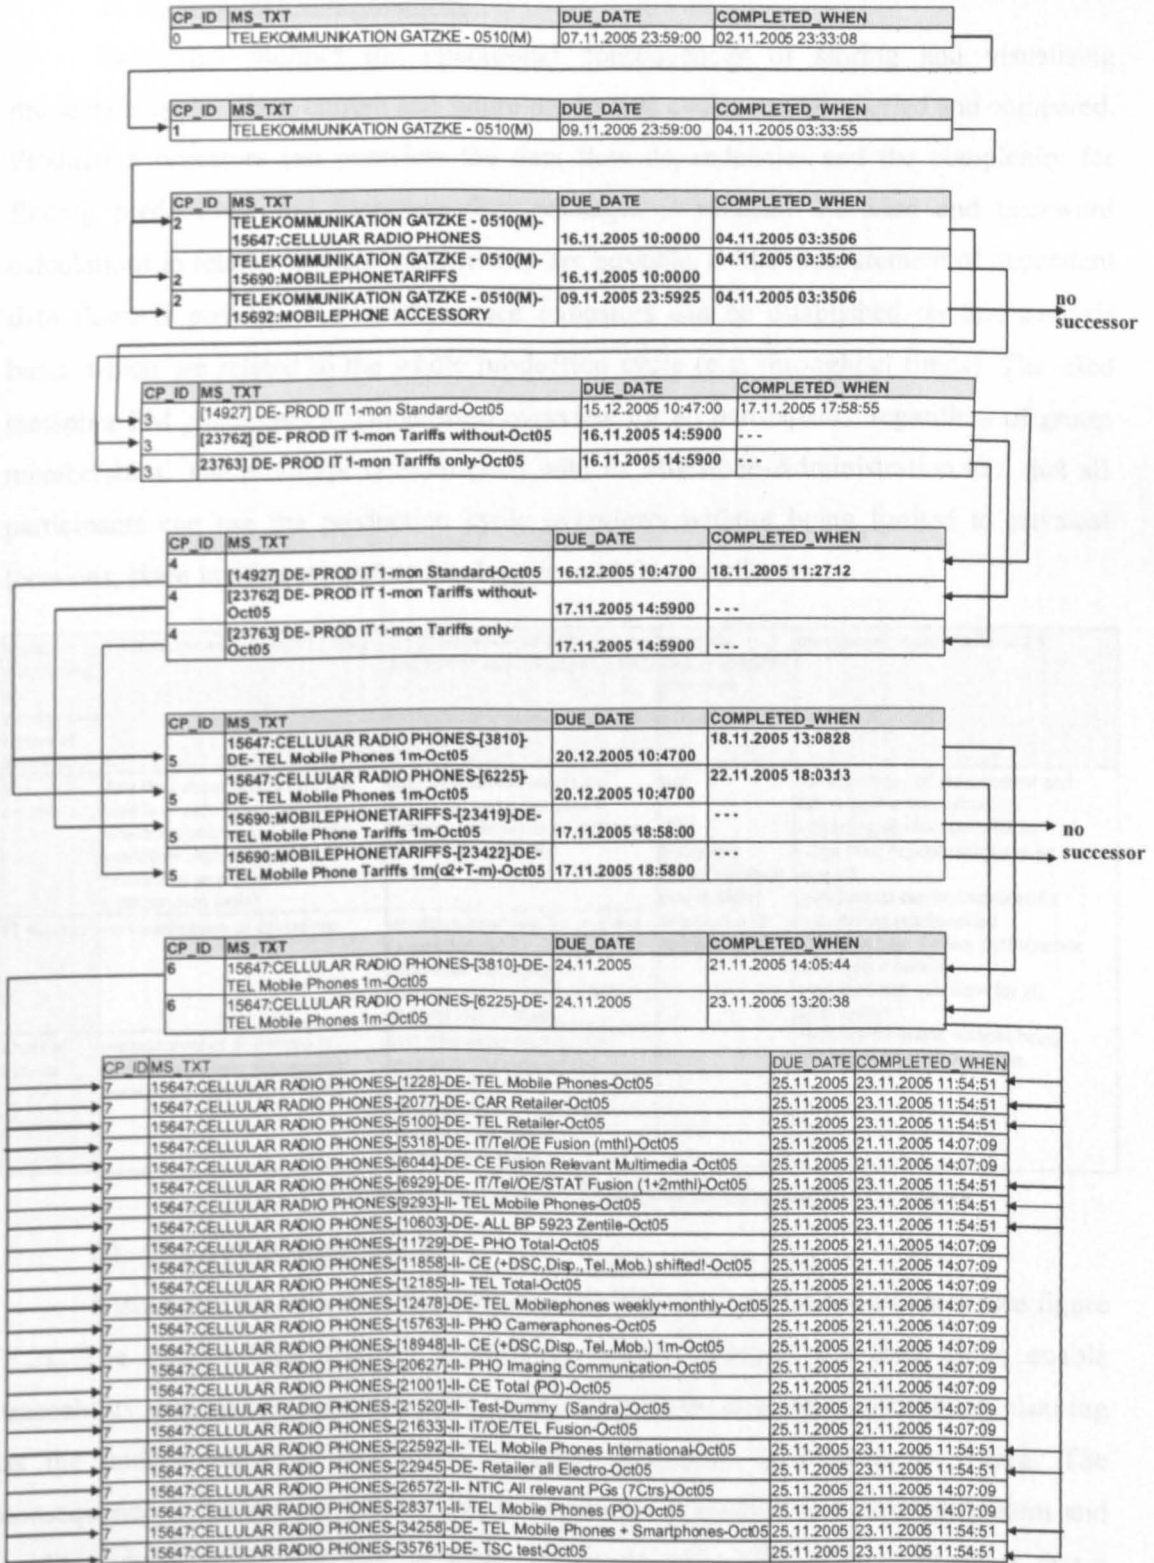 CP_ID MS_TXT DUE_DATE COMPLETED_WHEN
0 TELEKOMMUNIKATION GATZKE - 0510(M) 07.11.2005 23:59:00 02.11.2005 23:33:08
CP_ID MS_TXT DUE_DATE COMPLETED_WHEN
1 TELEKOMMUNIKATION GATZKE - 0510(M) 09.11.2005 23:59:00 04.11.2005 03:33:55
CP_ID MS_TXT DUE_DATE COMPLETED_WHEN
2 TELEKOMMUNIKATION GATZKE - 0510(M)-
15647:CELLULAR RADIO PHONES 16.11.2005 10:0000 04.11.2005 03:3506
2 TELEKOMMUNIKATION GATZKE - 0510(M)- 04.11.2005 03:35:06
15690:MOBILEPHONETARIFFS 16.11.2005 10:0000
2 TELEKOMMUNIKATION GATZKE - 0510(M)- 09.11.2005 23:5925 04.11.2005 03:3506
15692:MOBILEPHONE ACCESSORY
no
successor
CP_ID MS_TXT DUE_DATE COMPLETED_WHEN
3 [14927] DE- PROD IT 1-mon Standard-Oct05 15.12.2005 10:47:00 17.11.2005 17:58:55
3 [23762] DE- PROD IT 1-mon Tariffs without-Oct05 16.11.2005 14:5900 ---
3 23763] DE- PROD IT 1-mon Tariffs only-Oct05 16.11.2005 14:5900 ---
CP_ID MS_TXT DUE_DATE COMPLETED_WHEN
4 [14927] DE- PROD IT 1-mon Standard-Oct05 16.12.2005 10:4700 18.11.2005 11:27:12
4 [23762] DE- PROD IT 1-mon Tariffs without-
Oct05 17.11.2005 14:5900 ---
4 [23763] DE- PROD IT 1-mon Tariffs only-
Oct05 17.11.2005 14:5900 ---
CP_ID MS_TXT DUE_DATE COMPLETED_WHEN
15647:CELLULAR RADIO PHONES-[3810]- 18.11.2005 13:0828
5 DE- TEL Mobile Phones 1m-Oct05 20.12.2005 10:4700
15647:CELLULAR RADIO PHONES-[6225]- 22.11.2005 18:0313
5 DE- TEL Mobile Phones 1m-Oct05 20.12.2005 10:4700
15690:MOBILEPHONETARIFFS-[23419]-DE- ---
5 TEL Mobile Phone Tariffs 1m-Oct05 17.11.2005 18:58:00
15690:MOBILEPHONETARIFFS-[23422]-DE- ---
5 TEL Mobile Phone Tariffs 1m(o2+T-m)-Oct05 17.11.2005 18:5800
no
successor
CP_ID MS_TXT DUE_DATE COMPLETED_WHEN
6 15647:CELLULAR RADIO PHONES-[3810]-DE- 24.11.2005 21.11.2005 14:05:44
TEL Mobile Phones 1m-Oct05
6 15647:CELLULAR RADIO PHONES-[6225]-DE- 24.11.2005 23.11.2005 13:20:38
TEL Mobile Phones 1m-Oct05
CP_ID MS_TXT DUE_DATE COMPLETED_WHEN
7 15647:CELLULAR RADIO PHONES-[1228]-DE- TEL Mobile Phones-Oct05 25.11.2005 23.11.2005 11:54:51
7 15647:CELLULAR RADIO PHONES-[2077]-DE- CAR Retailer-Oct05 25.11.2005 23.11.2005 11:54:51
7 15647:CELLULAR RADIO PHONES-[5100]-DE- TEL Retailer-Oct05 25.11.2005 23.11.2005 11:54:51
7 15647:CELLULAR RADIO PHONES-[5318]-DE- IT/Tel/OE Fusion (mthl)-Oct05 25.11.2005 21.11.2005 14:07:09
7 15647:CELLULAR RADIO PHONES-[6044]-DE- CE Fusion Relevant Multimedia -Oct05 25.11.2005 21.11.2005 14:07:09
7 15647:CELLULAR RADIO PHONES-[6929]-DE- IT/Tel/OE/STAT Fusion (1+2mthl)-Oct05 25.11.2005 23.11.2005 11:54:51
7 15647:CELLULAR RADIO PHONES-[9293]-II- TEL Mobile Phones-Oct05 25.11.2005 23.11.2005 11:54:51
7 15647:CELLULAR RADIO PHONES-[10603]-DE- ALL BP 5923 Zentile-Oct05 25.11.2005 23.11.2005 11:54:51
7 15647:CELLULAR RADIO PHONES-[11729]-DE- PHO Total-Oct05 25.11.2005 21.11.2005 14:07:09
7 15647:CELLULAR RADIO PHONES-[11858]-II- CE (+DSC,Disp.,Tel.,Mob.) shifted!-Oct05 25.11.2005 21.11.2005 14:07:09
7 15647:CELLULAR RADIO PHONES-[12185]-II- TEL Total-Oct05 25.11.2005 21.11.2005 14:07:09
7 15647:CELLULAR RADIO PHONES-[12478]-DE- TEL Mobilephones weekly+monthly-Oct05 25.11.2005 21.11.2005 14:07:09
7 15647:CELLULAR RADIO PHONES-[15763]-II- PHO Cameraphones-Oct05 25.11.2005 21.11.2005 14:07:09
7 15647:CELLULAR RADIO PHONES-[18948]-II- CE (+DSC,Disp.,Tel.,Mob.) 1m-Oct05 25.11.2005 21.11.2005 14:07:09
7 15647:CELLULAR RADIO PHONES-[20627]-II- PHO Imaging Communication-Oct05 25.11.2005 21.11.2005 14:07:09
7 15647:CELLULAR RADIO PHONES-[21001]-II- CE Total (PO)-Oct05 25.11.2005 21.11.2005 14:07:09
7 15647:CELLULAR RADIO PHONES-[21520]-II- Test-Dummy (Sandra)-Oct05 25.11.2005 21.11.2005 14:07:09
7 15647:CELLULAR RADIO PHONES-[21633]-II- IT/OE/TEL Fusion-Oct05 25.11.2005 21.11.2005 14:07:09
7 15647:CELLULAR RADIO PHONES-[22592]-II- TEL Mobile Phones International-Oct05 25.11.2005 23.11.2005 11:54:51
7 15647:CELLULAR RADIO PHONES-[22945]-DE- Retailer all Electro-Oct05 25.11.2005 23.11.2005 11:54:51
7 15647:CELLULAR RADIO PHONES-[26572]-II- NTIC All relevant PGs (7Ctrs)-Oct05 25.11.2005 21.11.2005 14:07:09
7 15647:CELLULAR RADIO PHONES-[28371]-II- TEL Mobile Phones (PO)-Oct05 25.11.2005 21.11.2005 14:07:09
7 15647:CELLULAR RADIO PHONES-[34258]-DE- TEL Mobile Phones + Smartphones-Oct05 25.11.2005 23.11.2005 11:54:51
7 15647:CELLULAR RADIO PHONES-[35761]-DE- TSC test-Oct05 25.11.2005 23.11.2005 11:54:51